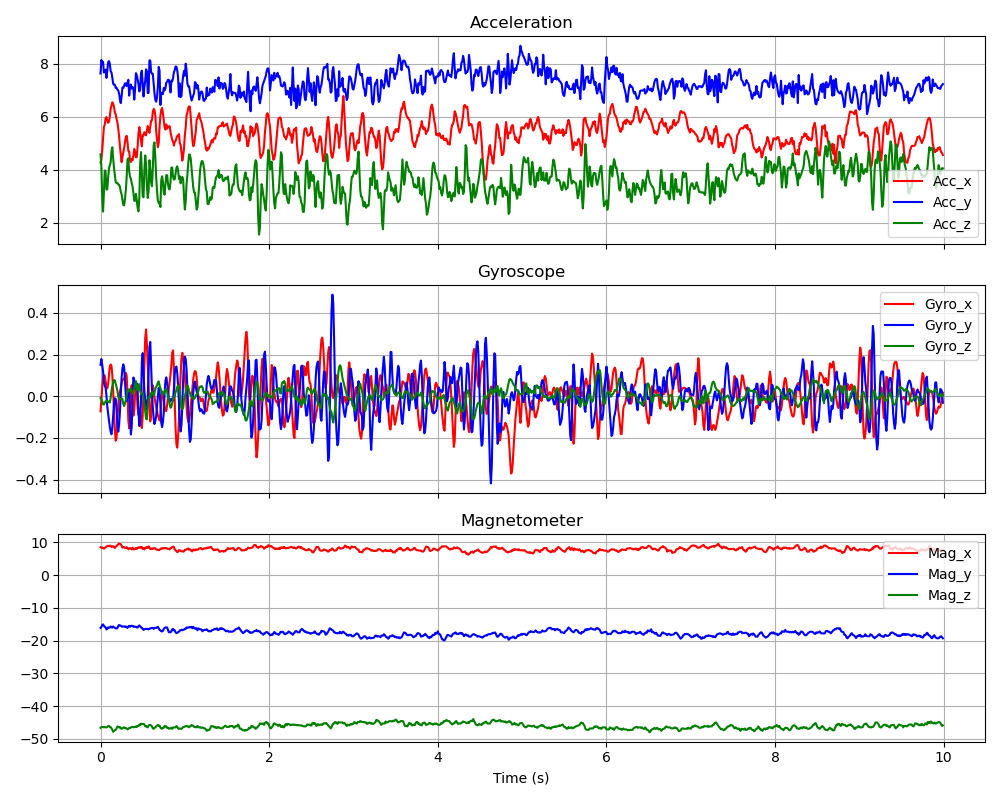 Acceleration
8
6
4
2
Acc_x
Acc_y
Acc_z
Gyroscope
0.4
0.2
0.0
−0.2
−0.4
Gyro_x
Gyro_y
Gyro_z
Magnetometer
10
0
−10
−20
−30
−40
−50
Mag_x
Mag_y
Mag_z
0 2 4 6 8 10
Time (s)